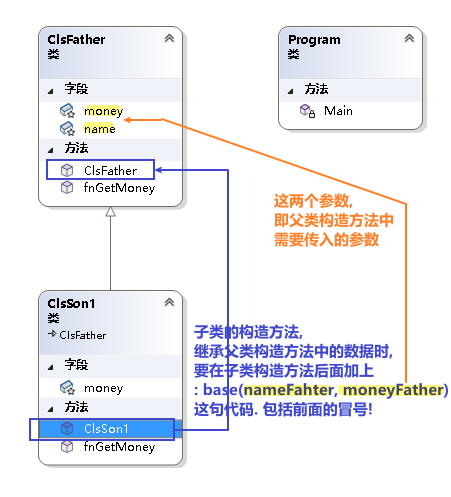 ClsFather
类
字段
money
name
方法
ClsFather
fnGetMoney
Program
类
方法
Main
这两个参数,
即父类构造方法中
需要传入的参数
ClsSon1
类
ClsFather
字段
money
方法
ClsSon1
fnGetMoney
子类的构造方法,
继承父类构造方法中的数据时,
要在子类构造方法后面加上
: base(nameFahter, moneyFather)
这句代码. 包括前面的冒号!